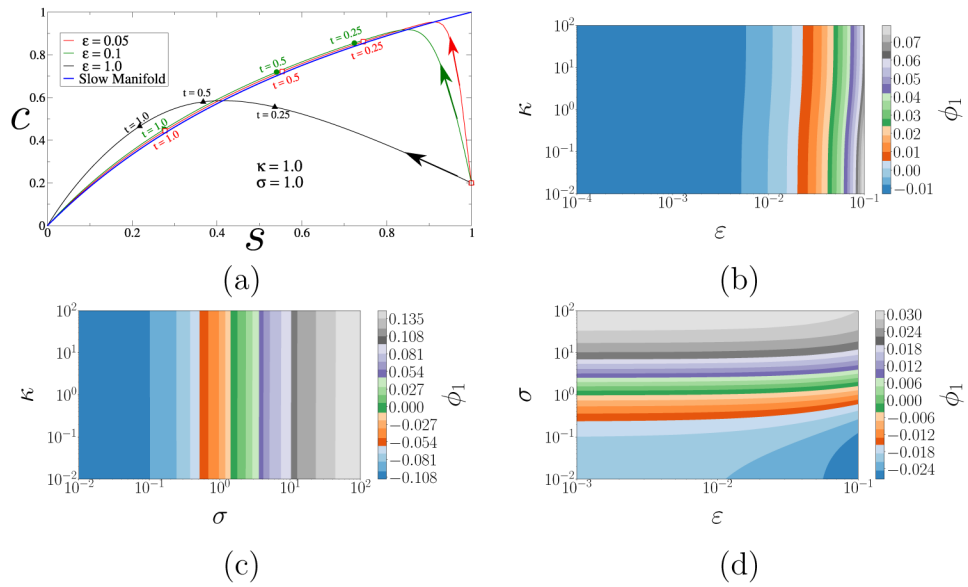 1
0.8
0.6
0.4
0.2
0
c
ε = 0.05
ε = 0.1
ε = 1.0
Slow Manifold
t = 0.25
t = 0.25
t = 0.5
t = 0.5
t = 0.5
t = 0.25
t = 1.0
t = 1.0
t = 1.0
κ = 1.0
σ = 1.0
0 0.2 0.4 0.6 0.8 1
s
(a)
10² 10¹ 10⁰ 10⁻¹ 10⁻²
κ
10⁻⁴ 10⁻³ 10⁻² 10⁻¹
ε
0.07
0.06
0.05
0.04
0.03
0.02
0.01
0.00
−0.01
ϕ₁
(b)
10² 10¹ 10⁰ 10⁻¹ 10⁻²
κ
10⁻² 10⁻¹ 10⁰ 10¹ 10²
σ
0.135
0.108
0.081
0.054
0.027
0.000
−0.027
−0.054
−0.081
−0.108
ϕ₁
(c)
10² 10¹ 10⁰ 10⁻¹ 10⁻²
σ
10⁻³ 10⁻² 10⁻¹
ε
0.030
0.024
0.018
0.012
0.006
0.000
−0.006
−0.012
−0.018
−0.024
ϕ₁
(d)